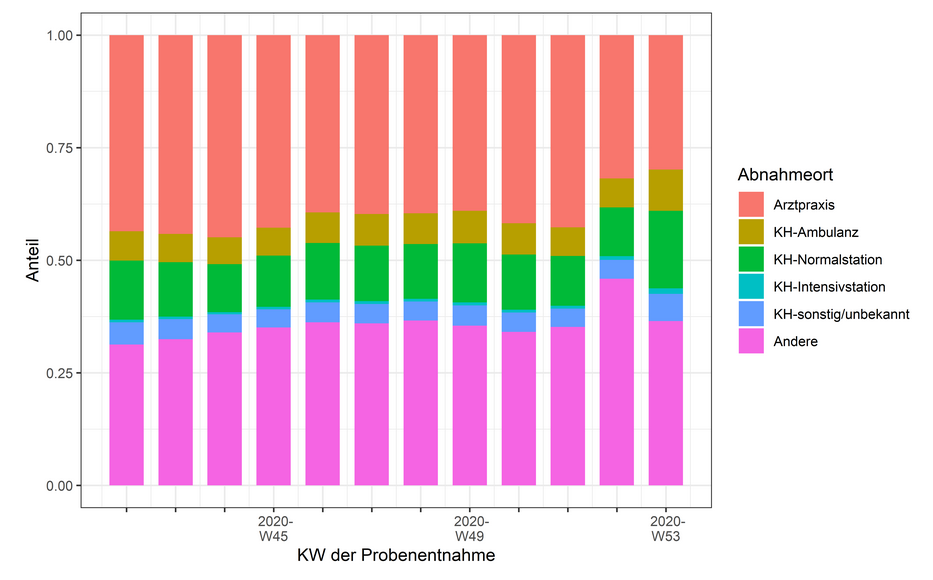 1.00
0.75
0.50
0.25
0.00
Anteil
2020-
W45
2020-
W49
2020-
W53
KW der Probenentnahme
Abnahmeort
Arztpraxis
KH-Ambulanz
KH-Normalstation
KH-Intensivstation
KH-sonstig/unbekannt
Andere